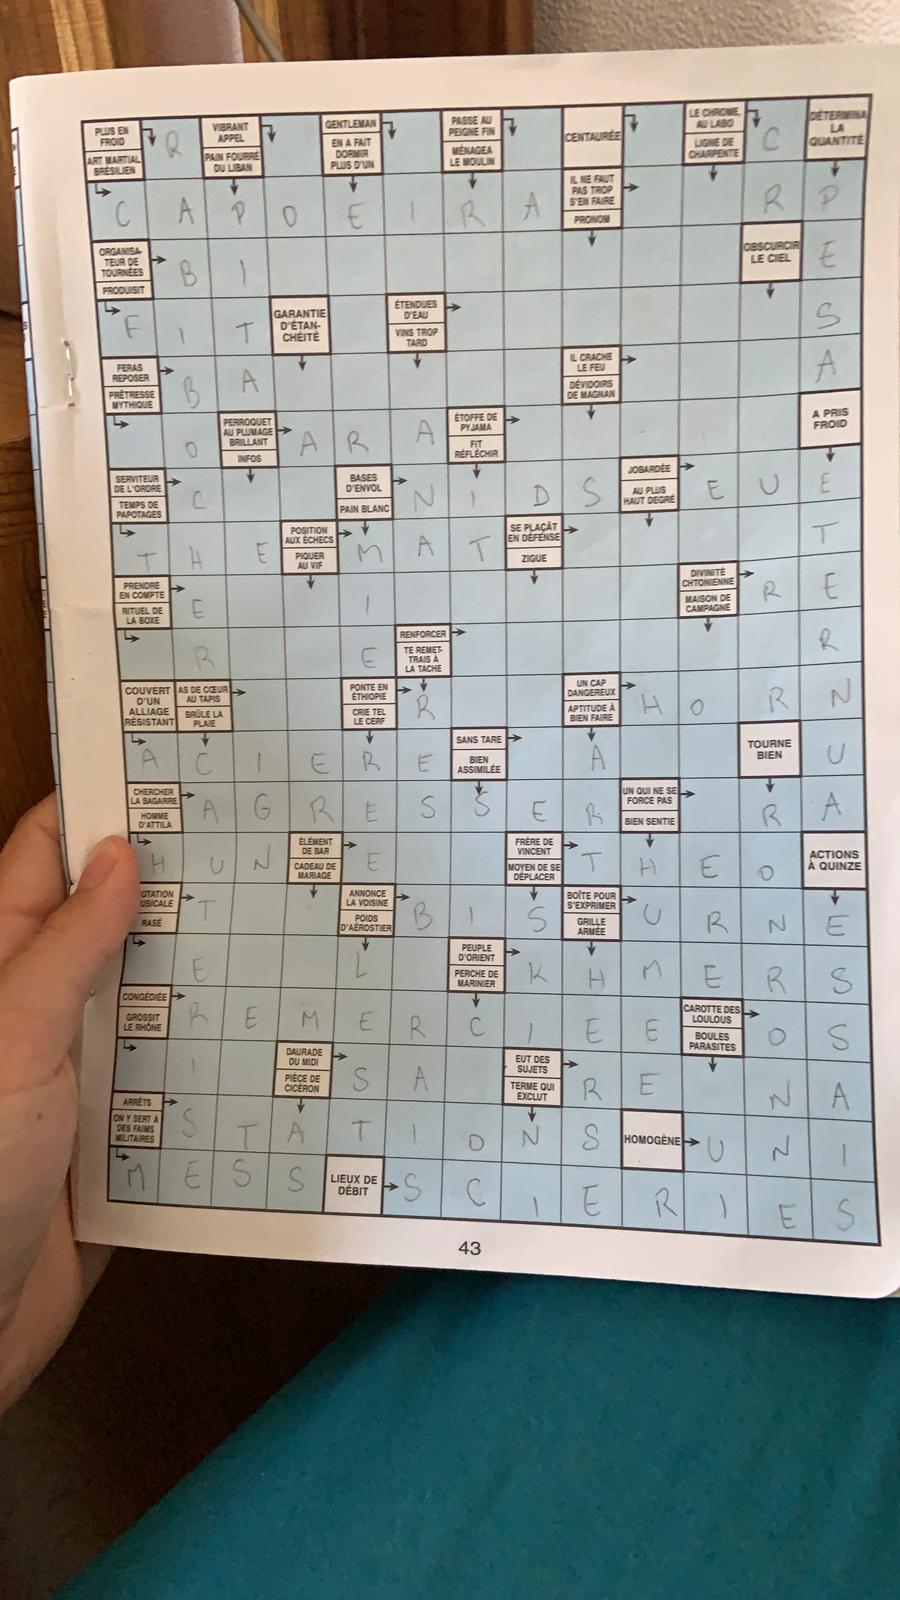 PLUS EN FROID
ART MARTIAL BRÉSILIEN
R
VIBRANT APPEL
PAIN FOURRÉ DU LIBAN
GENTLEMAN
EN A FAIT DORMIR PLUS D'UN
PASSE AU PEIGNE FIN
MÉNAGEA LE MOULIN
CENTAURÉE
LE CHROME, AU LABO
LIGNE DE CHARPENTE
C
DÉTERMINA LA QUANTITÉ
C A P O E I R A
IL NE FAUT PAS TROP S'EN FAIRE
PRONOM
R P
ORGANISATEUR DE TOURNÉES
PRODUISIT
B I
OBSCURCIR LE CIEL
E
F I T
GARANTIE D'ÉTANCHÉITÉ
ÉTENDUES D'EAU
VINS TROP TARD
S
FERAS REPOSER
PRÊTRESSE MYTHIQUE
B A
IL CRACHE LE FEU
DÉVIDOIRS DE MAGNAN
A
O
PERROQUET AU PLUMAGE BRILLANT
INFOS
A R A
ÉTOFFE DE PYJAMA
FIT RÉFLÉCHIR
A PRIS FROID
SERVITEUR DE L'ORDRE
TEMPS DE PAPOTAGES
C
BASES D'ENVOL
PAIN BLANC
N I D S
JOBARDÉE
AU PLUS HAUT DEGRÉ
E U E
T H E
POSITION AUX ÉCHECS
PIQUER AU VIF
M A T
SE PLAÇÂT EN DÉFENSE
ZIGUE
T
PRENDRE EN COMPTE
RITUEL DE LA BOXE
E I
DIVINITÉ CHTONIENNE
MAISON DE CAMPAGNE
R E
R E
RENFORCER
TE REMETTRAIS À LA TACHE
R
COUVERT D'UN ALLIAGE RÉSISTANT
AS DE CŒUR AU TAPIS
BRÛLE LA PLAIE
PONTE EN ÉTHIOPIE
CRIE TEL LE CERF
R
UN CAP DANGEREUX
APTITUDE À BIEN FAIRE
H O R N
A C I E R E E
SANS TARE
BIEN ASSIMILÉE
A
TOURNE BIEN
U
CHERCHER LA BAGARRE
HOMME D'ATTILA
A G R E S S E R
UN QUI NE SE FORCE PAS
BIEN SENTIE
R A
H U N
ÉLÉMENT DE BAR
CADEAU DE MARIAGE
E
FRÈRE DE VINCENT
MOYEN DE SE DÉPLACER
T H E O
ACTIONS À QUINZE
OTATION USICALE
RASÉ
T
ANNONCE LA VOISINE
POIDS D'AÉROSTIER
B I S
BOÎTE POUR S'EXPRIMER
GRILLE ARMÉE
U R N E
E L
PEUPLE D'ORIENT
PERCHE DE MARINIER
K H M E R S
CONGÉDIÉE
GROSSIT LE RHÔNE
R E M E R C I E E
CAROTTE DES LOULOUS
BOULES PARASITES
O S
I
DAURADE DU MIDI
PIÈCE DE CICÉRON
S A
EUT DES SUJETS
TERME QUI EXCLUT
R E N A
ARRÊTS
ON Y SERT À DES FAIMS MILITAIRES
S T A T I O N S
HOMOGÈNE
U N I
M E S S
LIEUX DE DÉBIT
S C I E R I E S
43